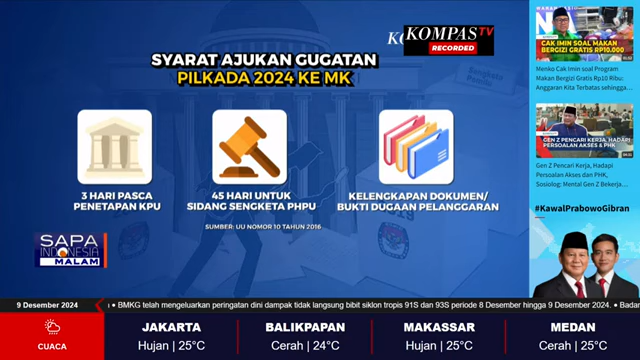 KOMPAS TV
RECORDED
SYARAT AJUKAN GUGATAN
PILKADA 2024 KE MK
3 HARI PASCA
PENETAPAN KPU
45 HARI UNTUK
SIDANG SENGKETA PHPU
KELENGKAPAN DOKUMEN/
BUKTI DUGAAN PELANGGARAN
SUMBER: UU NOMOR 10 TAHUN 2016
SAPA
INDONESIA
MALAM
CAK IMIN SOAL MAKAN
BERGIZI GRATIS RP10.000
Menko Cak Imin soal Program
Makan Bergizi Gratis Rp10 Ribu:
Anggaran Kita Terbatas sehingga...
GEN Z PENCARI KERJA, HADAPI
PERSOALAN AKSES & PHK
Gen Z Pencari Kerja, Hadapi
Persoalan Akses dan PHK,
Sosiolog: Mental Gen Z Bekerja...
#KawalPrabowoGibran
9 Desember 2024
• BMKG telah mengeluarkan peringatan dini dampak tidak langsung bibit siklon tropis 91S dan 93S periode 8 Desember hingga 9 Desember 2024. • Badan
CUACA
JAKARTA
Hujan | 25°C
BALIKPAPAN
Cerah | 24°C
MAKASSAR
Hujan | 25°C
MEDAN
Cerah | 25°C